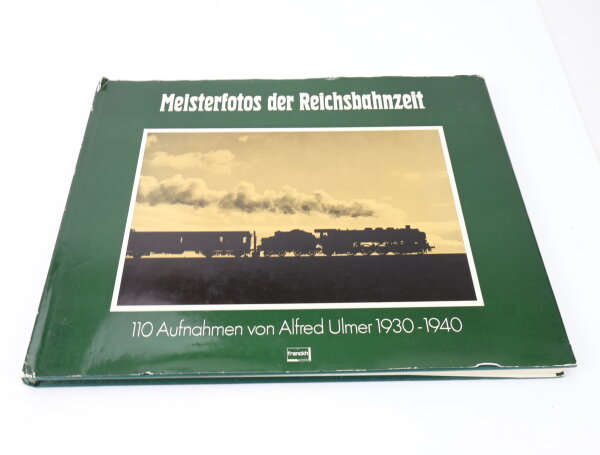 Meisterfotos der Reichsbahnzeit
110 Aufnahmen von Alfred Ulmer 1930-1940
franckh